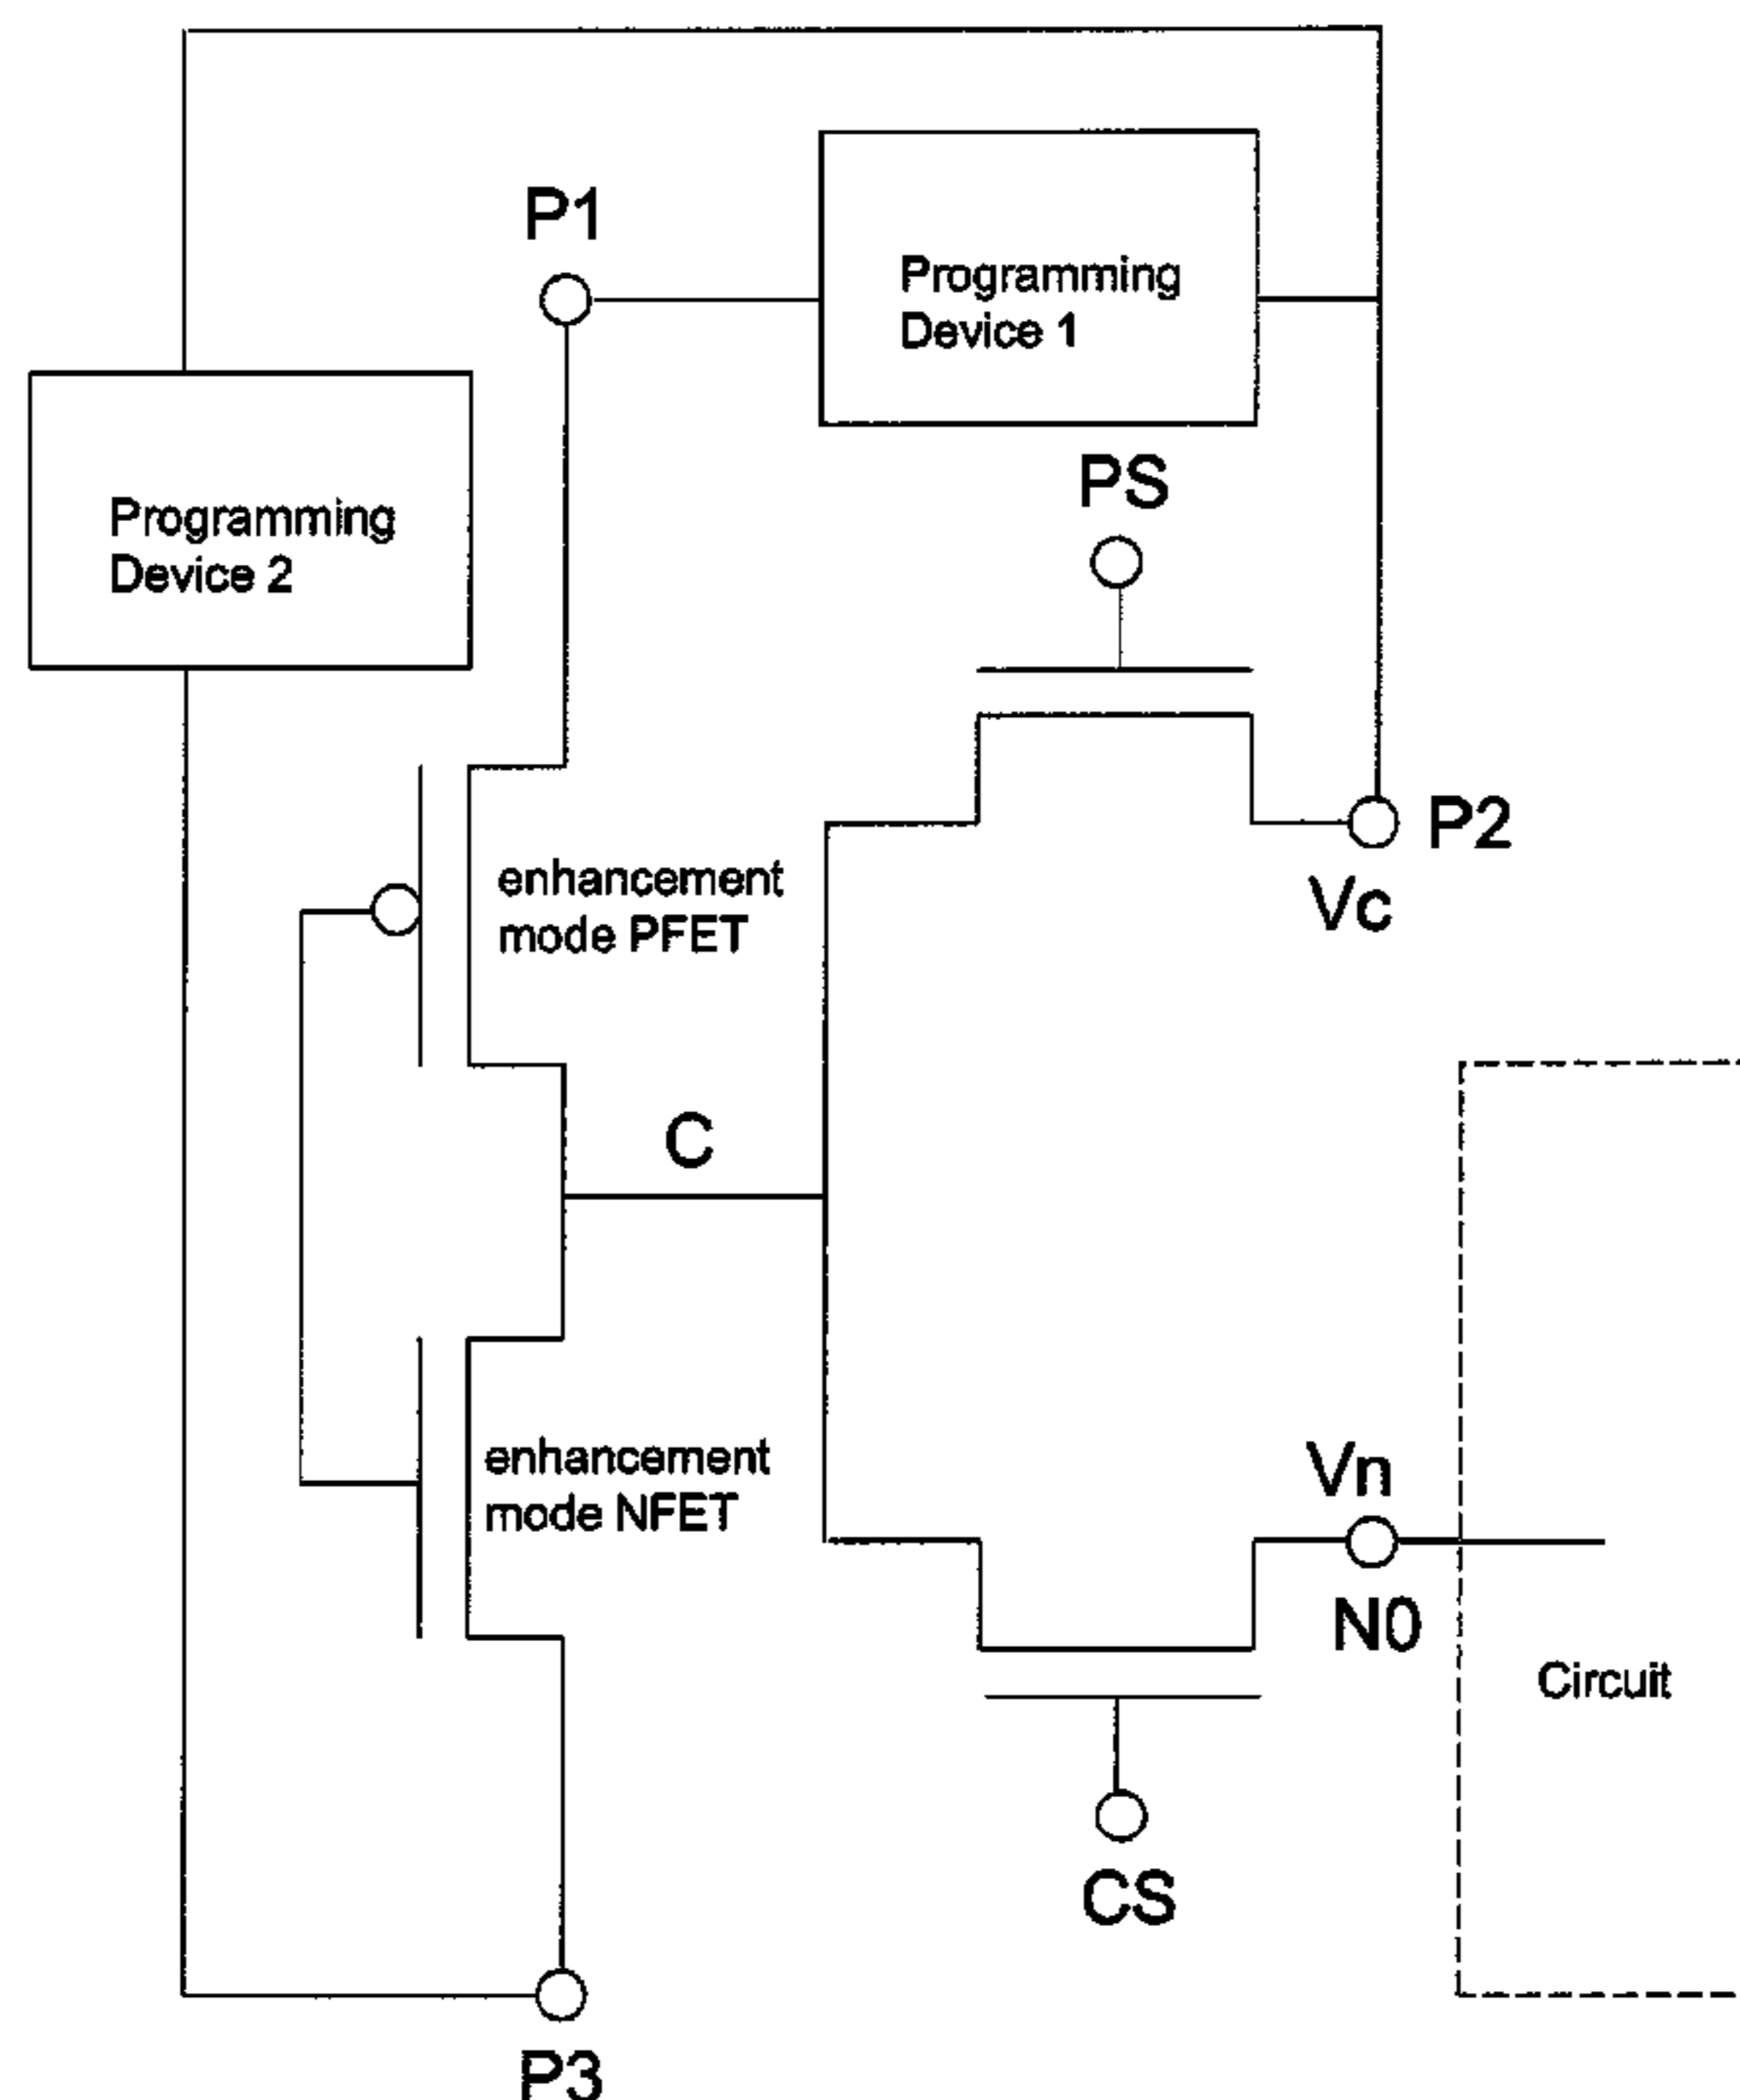 P1
Programming
Device 1
PS
Programming
Device 2
P2
Vc
enhancement
mode PFET
C
enhancement
mode NFET
Vn
N0
Circuit
CS
P3